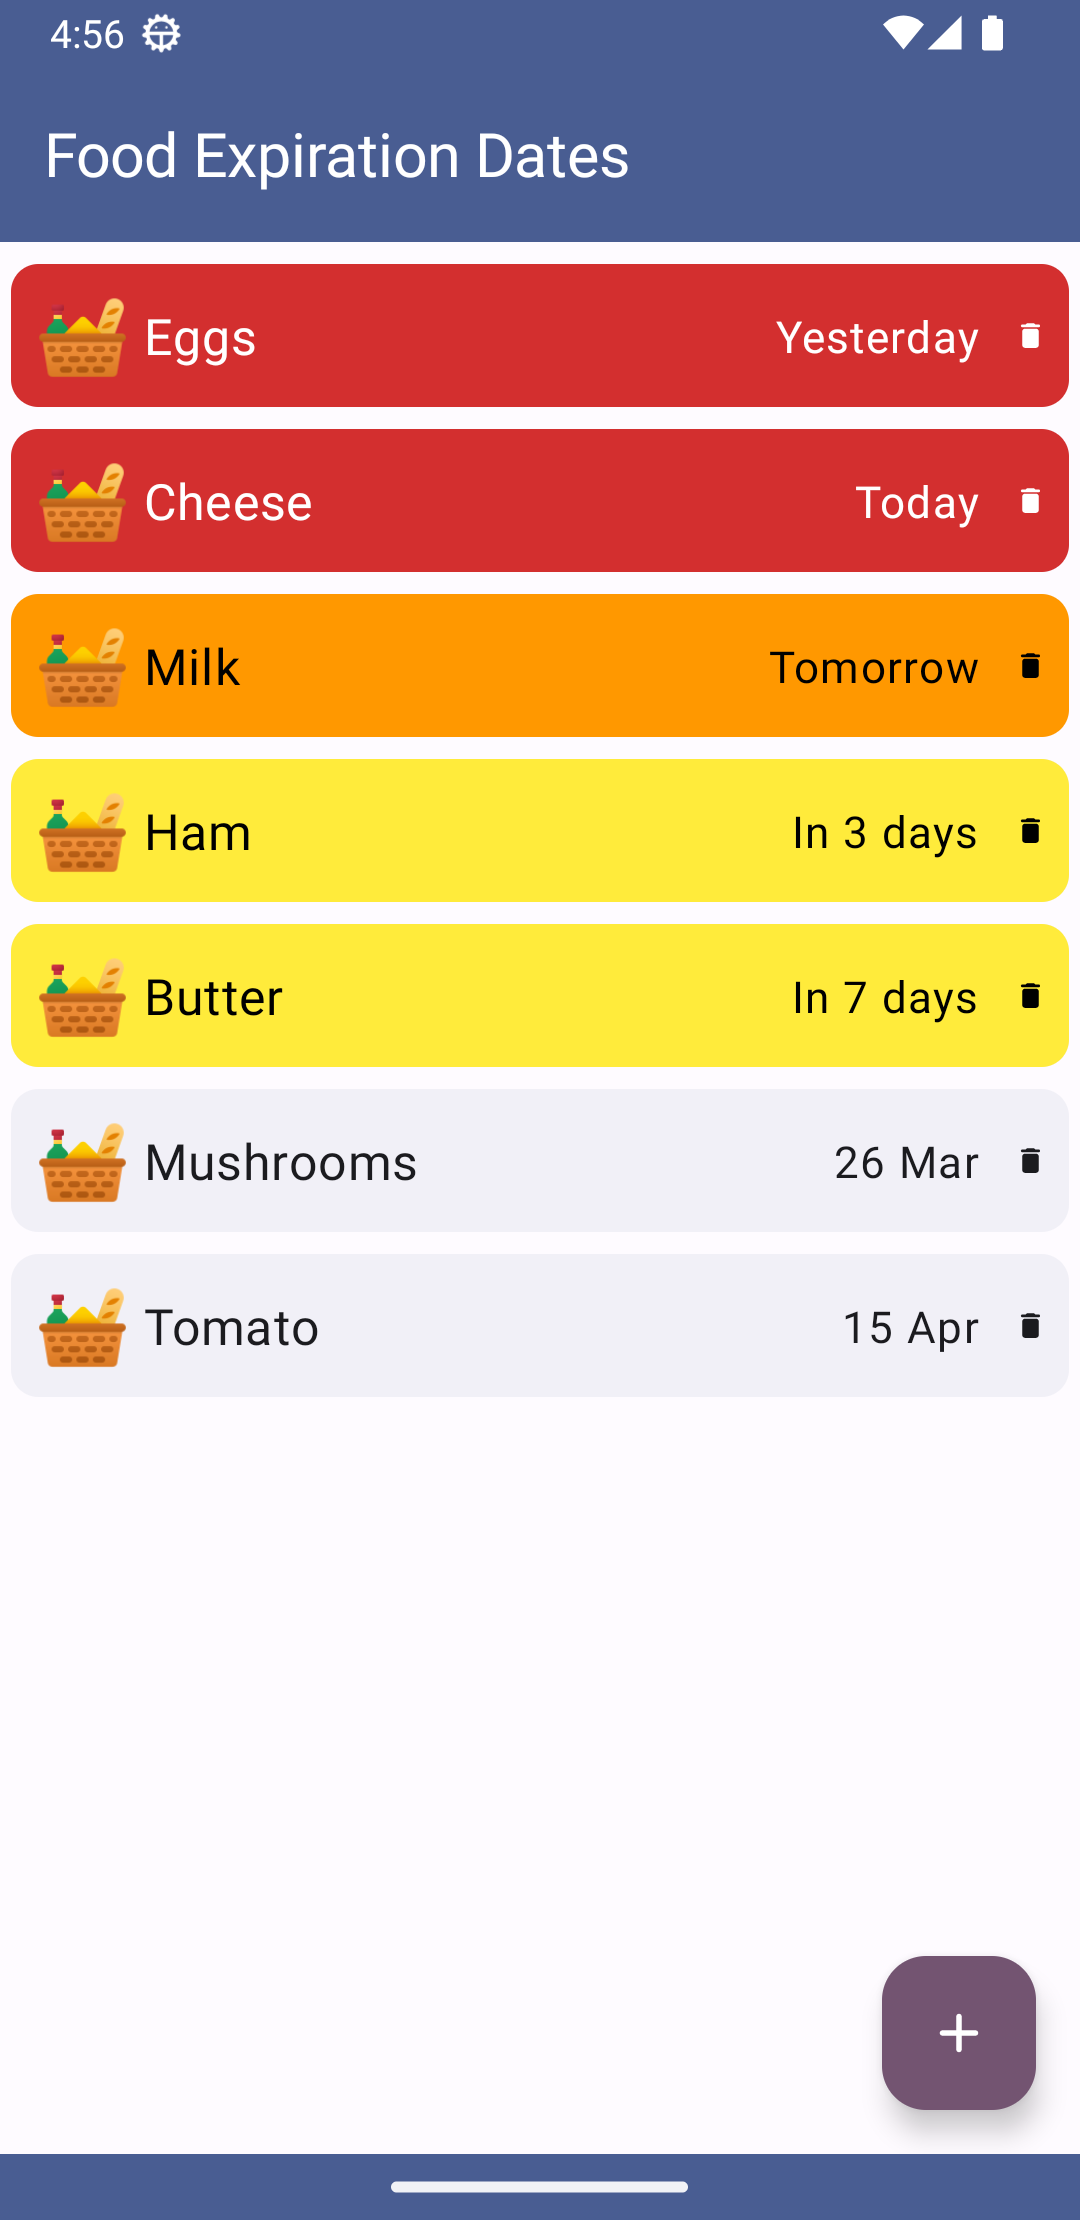 4:56
Food Expiration Dates
Eggs Yesterday
Cheese Today
Milk Tomorrow
Ham In 3 days
Butter In 7 days
Mushrooms 26 Mar
Tomato 15 Apr